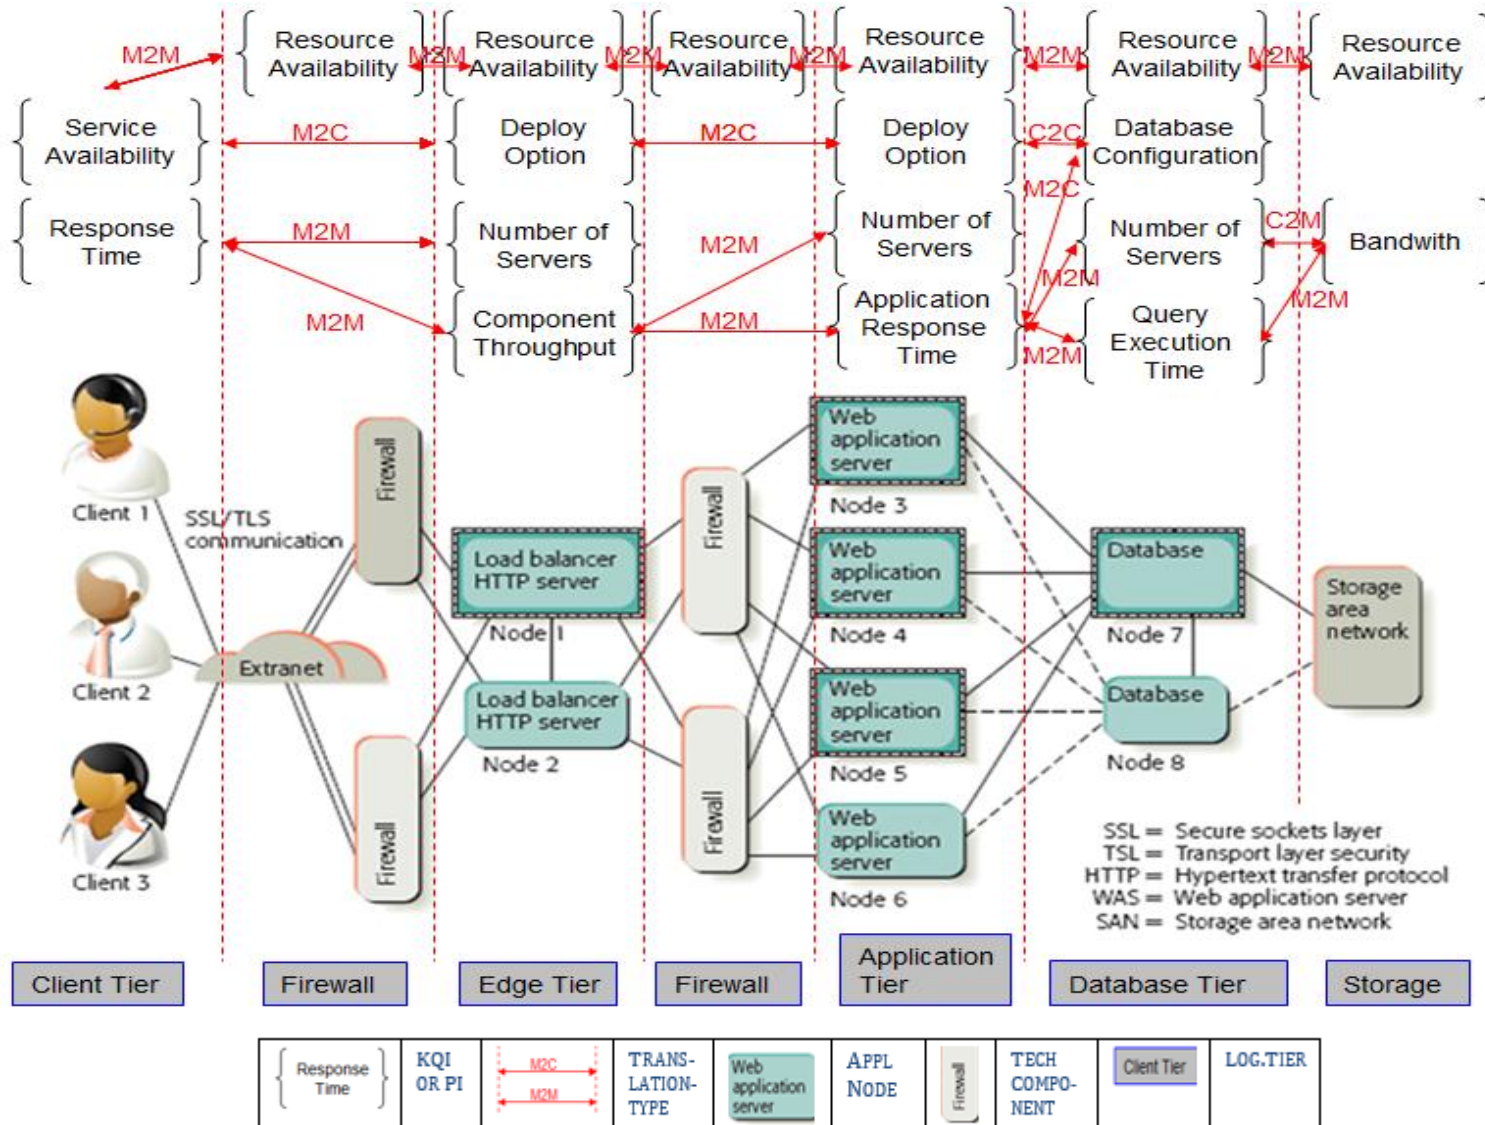 Resource
Availability
Resource
Availability
Resource
Availability
Resource
Availability
Resource
Availability
Resource
Availability
M2M
M2M
M2M
M2M
M2M
M2M
Service
Availability
M2C
Deploy
Option
M2C
Deploy
Option
C2C
Database
Configuration
M2C
Response
Time
M2M
Number of
Servers
M2M
Number of
Servers
M2M
Number of
Servers
C2M
Bandwith
M2M
Component
Throughput
M2M
Application
Response
Time
M2M
Query
Execution
Time
M2M
Client 1
SSL/TLS
communication
Client 2
Extranet
Client 3
Firewall
Firewall
Load balancer
HTTP server
Node 1
Load balancer
HTTP server
Node 2
Firewall
Firewall
Web
application
server
Node 3
Web
application
server
Node 4
Web
application
server
Node 5
Web
application
server
Node 6
Database
Node 7
Database
Node 8
Storage
area
network
SSL = Secure sockets layer
TSL = Transport layer security
HTTP = Hypertext transfer protocol
WAS = Web application server
SAN = Storage area network
Client Tier
Firewall
Edge Tier
Firewall
Application
Tier
Database Tier
Storage
Response
Time
KQI
OR PI
M2C
M2M
TRANS-
LATION-
TYPE
Web
application
server
APPL
NODE
Firewall
TECH
COMPO-
NENT
Client Tier
LOG.TIER